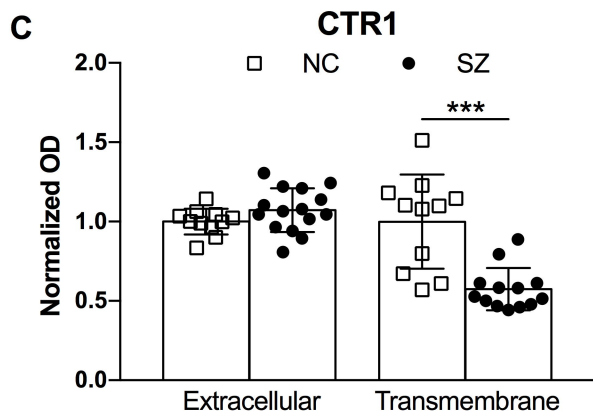 C
CTR1
NC
SZ
2.0
1.5
1.0
0.5
0.0
Normalized OD
***
Extracellular
Transmembrane